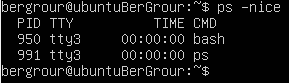 bergrour@ubuntuBerGrour:~$ ps -nice
    PID TTY          TIME CMD
    950 tty3     00:00:00 bash
    991 tty3     00:00:00 ps
bergrour@ubuntuBerGrour:~$